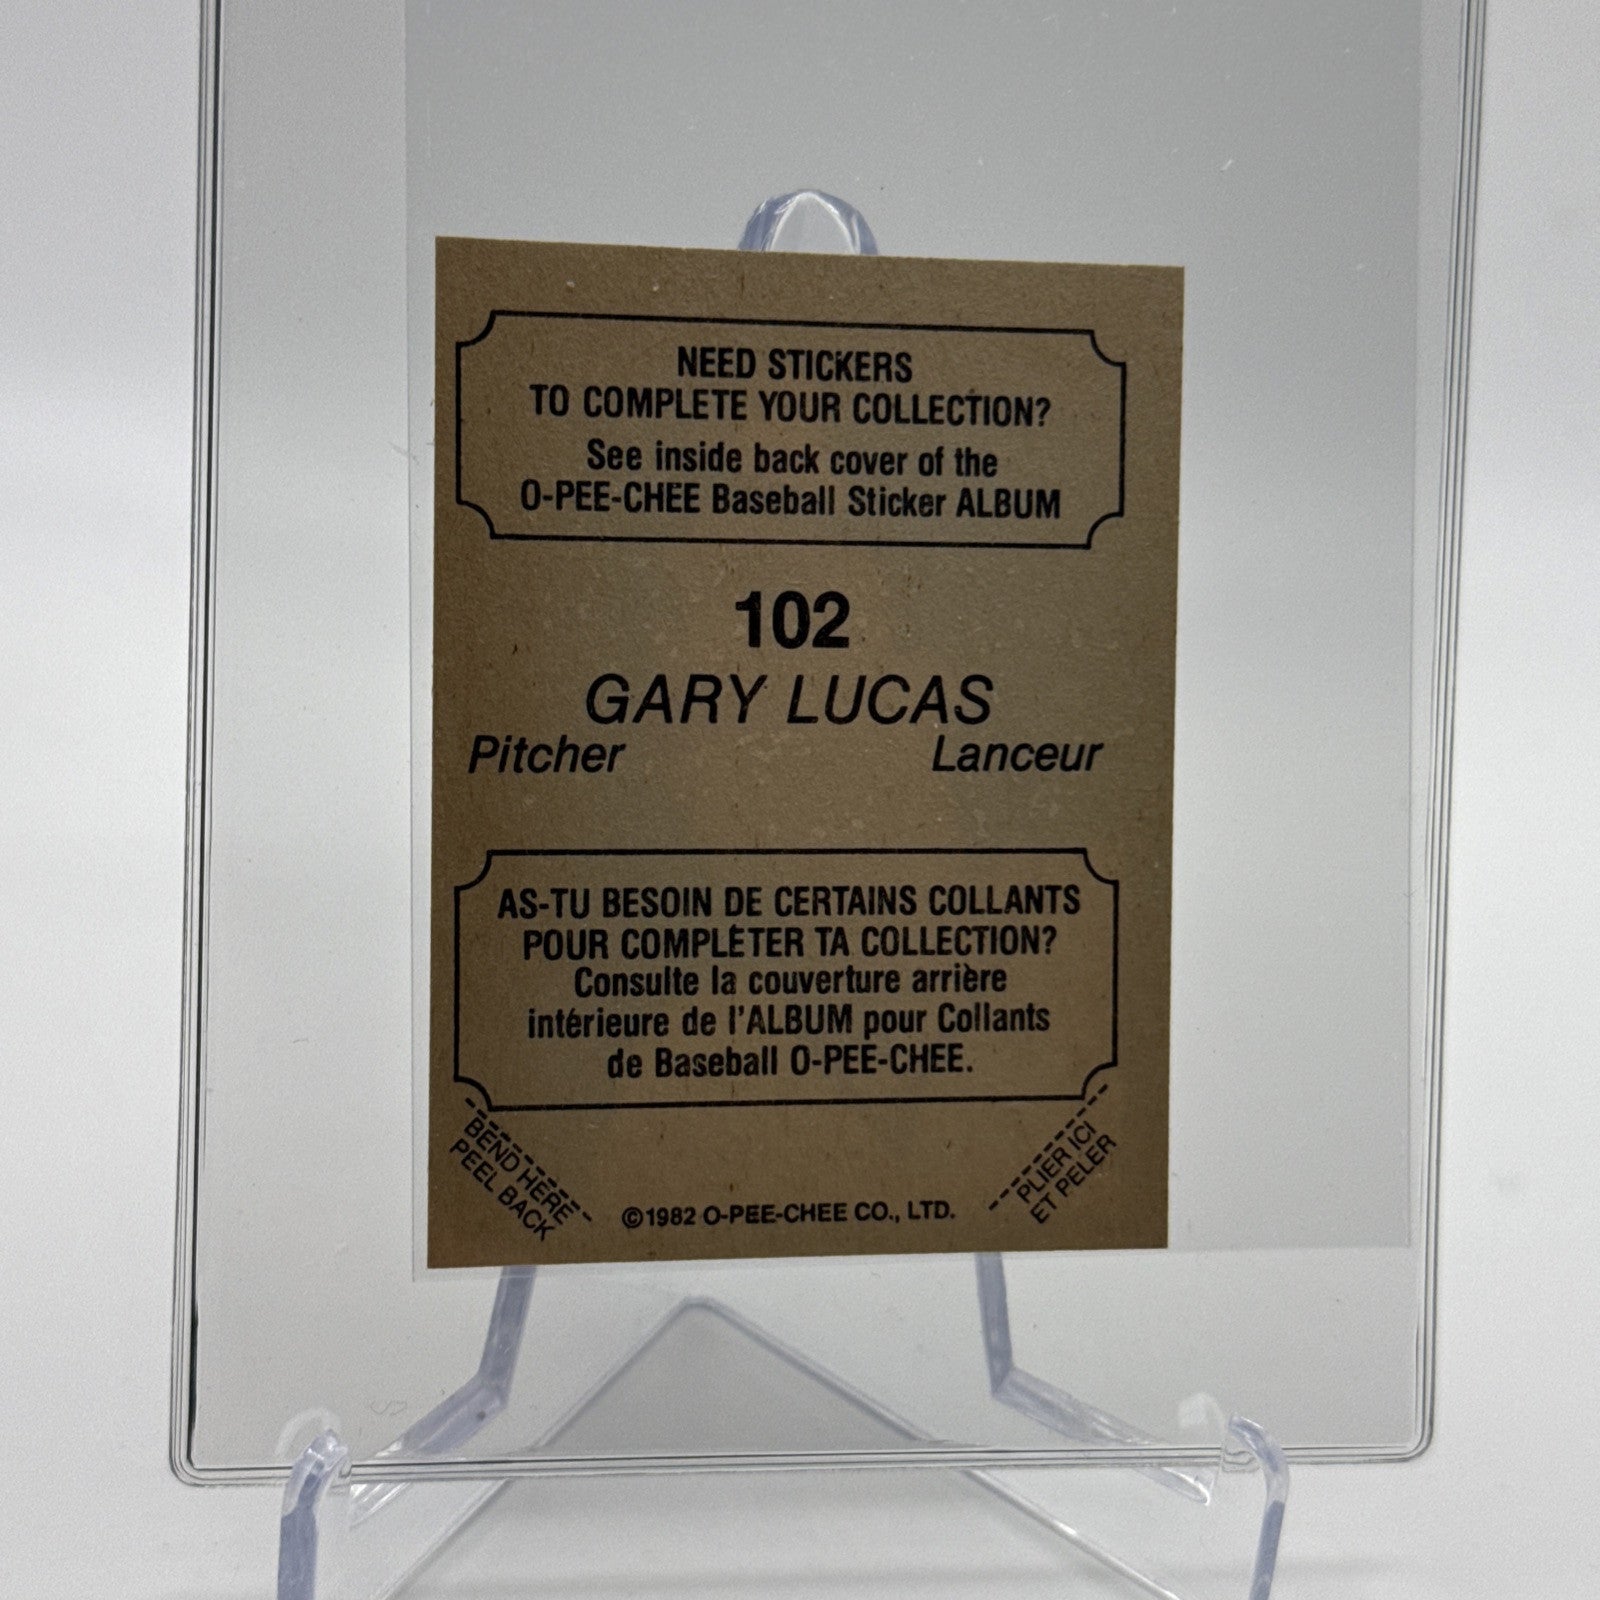 NEED STICKERS
TO COMPLETE YOUR COLLECTION?
See inside back cover of the
O-PEE-CHEE Baseball Sticker ALBUM
102
GARY LUCAS
Pitcher Lanceur
AS-TU BESOIN DE CERTAINS COLLANTS
POUR COMPLÉTER TA COLLECTION?
Consulte la couverture arrière
intérieure de l'ALBUM pour Collants
de Baseball O-PEE-CHEE.
BEND HERE
PEEL BACK
©1982 O-PEE-CHEE CO., LTD.
PLIER ICI
ET PELER